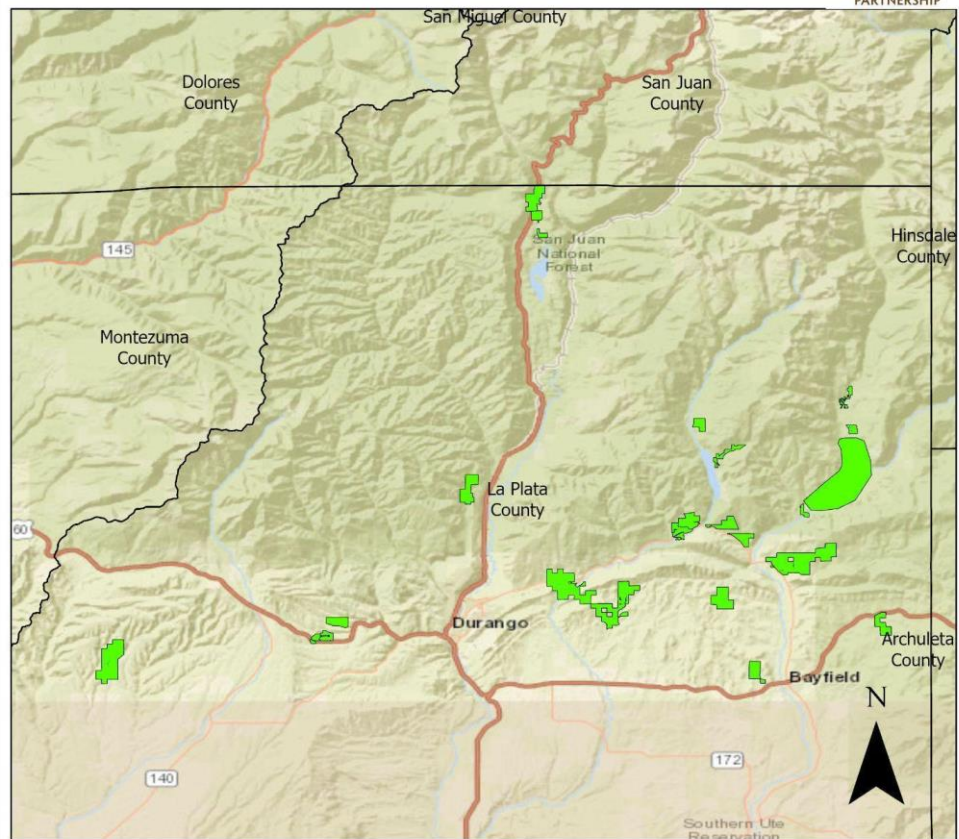 PARTNERSHIP
San Miguel County
Dolores
County
San Juan
County
145
San Juan
National
Forest
Hinsdale
County
Montezuma
County
La Plata
County
60
Durango
Archuleta
County
Bayfield
N
140
172
Southern Ute
Reservation